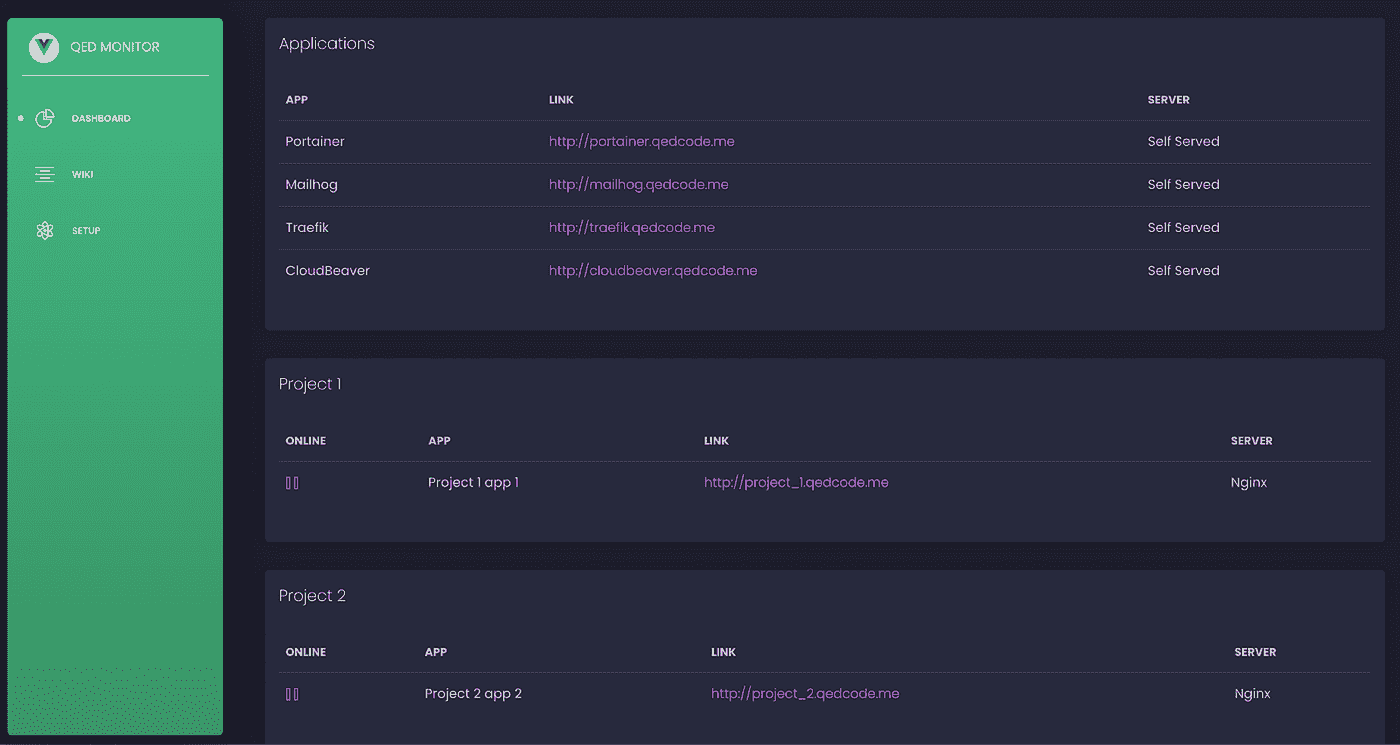 QED MONITOR
DASHBOARD
WIKI
SETUP
Applications
APP LINK SERVER
Portainer http://portainer.qedcode.me Self Served
Mailhog http://mailhog.qedcode.me Self Served
Traefik http://traefik.qedcode.me Self Served
CloudBeaver http://cloudbeaver.qedcode.me Self Served
Project 1
ONLINE APP LINK SERVER
Project 1 app 1 http://project_1.qedcode.me Nginx
Project 2
ONLINE APP LINK SERVER
Project 2 app 2 http://project_2.qedcode.me Nginx